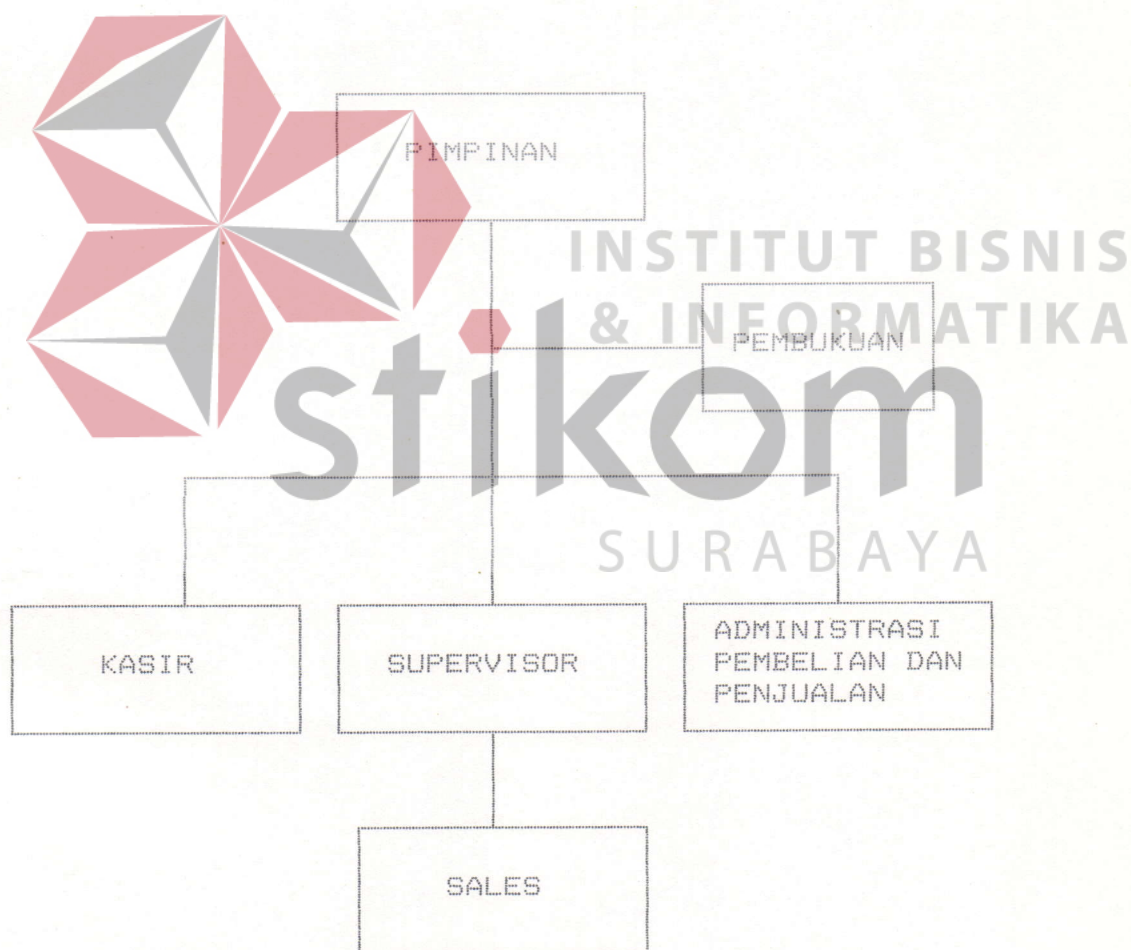 PIMPINAN
INSTITUT BISNIS
& INFORMATIKA
PEMBUKUAN
stikom
SURABAYA
KASIR
SUPERVISOR
ADMINISTRASI
PEMBELIAN DAN
PENJUALAN
SALES